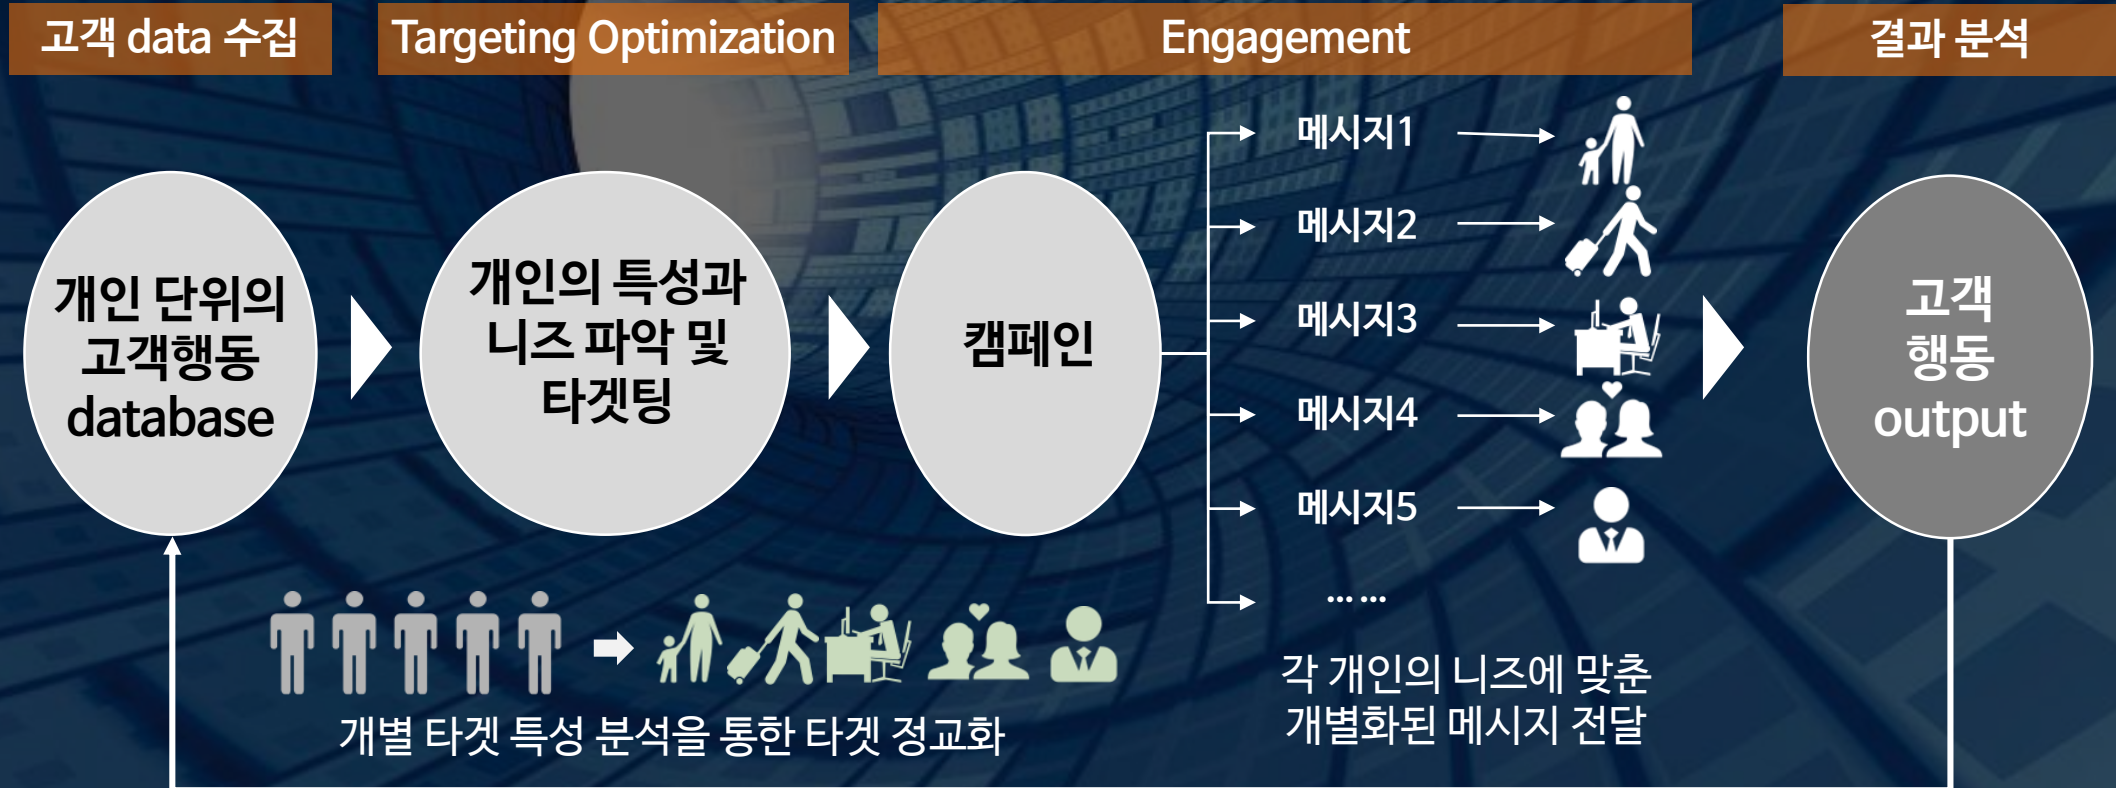 고객 data 수집
Targeting Optimization
Engagement
결과 분석
개인 단위의
고객행동
database
개인의 특성과
니즈 파악 및
타겟팅
캠페인
메시지1
메시지2
메시지3
메시지4
메시지5
... ...
고객
행동
output
개별 타겟 특성 분석을 통한 타겟 정교화
각 개인의 니즈에 맞춘
개별화된 메시지 전달